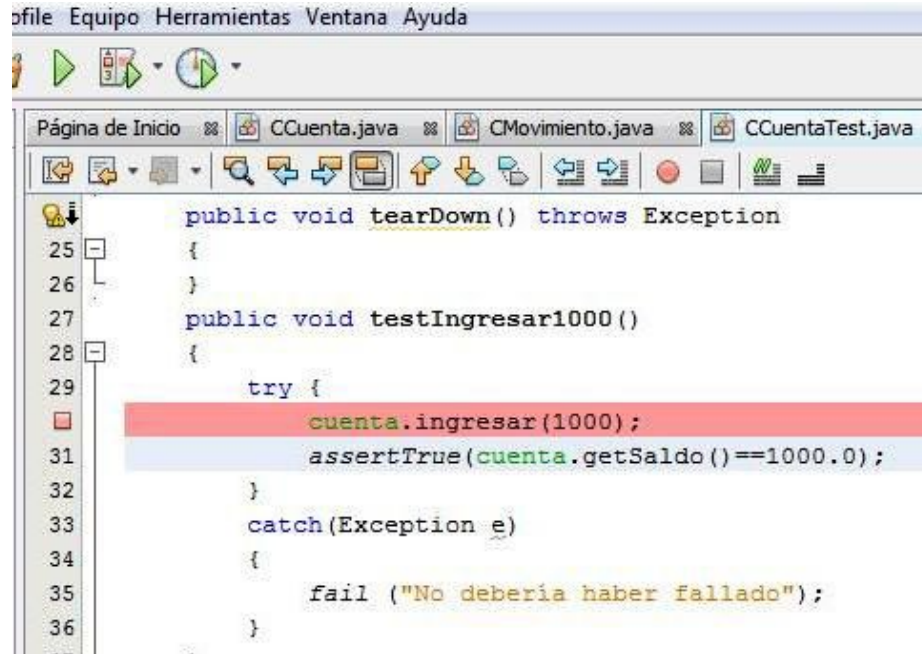 ofile Equipo Herramientas Ventana Ayuda
Página de Inicio CCuenta.java CMovimiento.java CCuentaTest.java
public void tearDown() throws Exception
25 {
26 }
27 public void testIngresar1000()
28 {
29 try {
cuenta.ingresar(1000);
31 assertTrue(cuenta.getSaldo()==1000.0);
32 }
33 catch(Exception e)
34 {
35 fail ("No debería haber fallado");
36 }